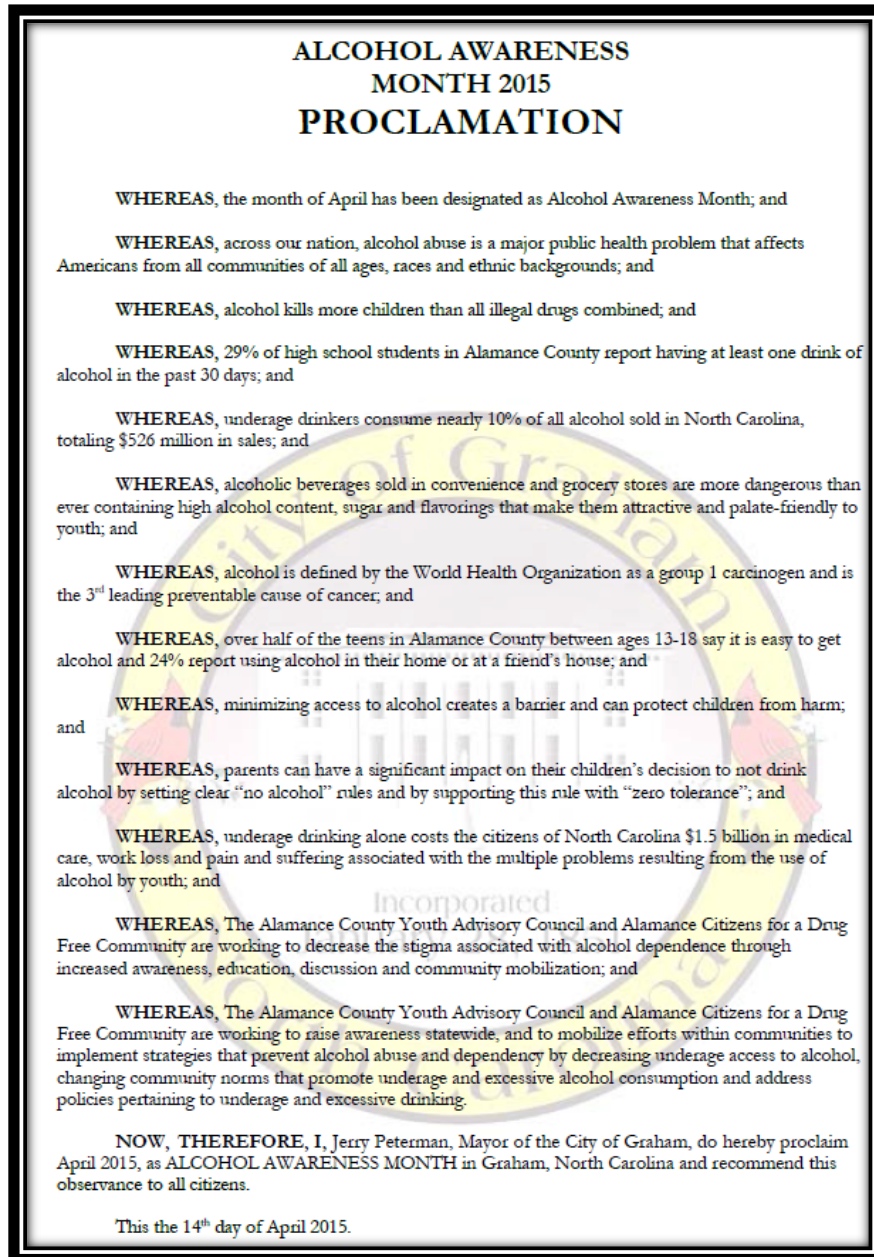 ALCOHOL AWARENESS
MONTH 2015
PROCLAMATION
WHEREAS, the month of April has been designated as Alcohol Awareness Month; and
WHEREAS, across our nation, alcohol abuse is a major public health problem that affects
Americans from all communities of all ages, races and ethnic backgrounds; and
WHEREAS, alcohol kills more children than all illegal drugs combined; and
WHEREAS, 29% of high school students in Alamance County report having at least one drink of
alcohol in the past 30 days; and
WHEREAS, underage drinkers consume nearly 10% of all alcohol sold in North Carolina,
totaling $526 million in sales; and
WHEREAS, alcoholic beverages sold in convenience and grocery stores are more dangerous than
ever containing high alcohol content, sugar and flavorings that make them attractive and palate-friendly to
youth; and
WHEREAS, alcohol is defined by the World Health Organization as a group 1 carcinogen and is
the 3rd leading preventable cause of cancer; and
WHEREAS, over half of the teens in Alamance County between ages 13-18 say it is easy to get
alcohol and 24% report using alcohol in their home or at a friend's house; and
WHEREAS, minimizing access to alcohol creates a barrier and can protect children from harm;
and
WHEREAS, parents can have a significant impact on their children's decision to not drink
alcohol by setting clear "no alcohol" rules and by supporting this rule with "zero tolerance"; and
WHEREAS, underage drinking alone costs the citizens of North Carolina $1.5 billion in medical
care, work loss and pain and suffering associated with the multiple problems resulting from the use of
alcohol by youth; and
WHEREAS, The Alamance County Youth Advisory Council and Alamance Citizens for a Drug
Free Community are working to decrease the stigma associated with alcohol dependence through
increased awareness, education, discussion and community mobilization; and
WHEREAS, The Alamance County Youth Advisory Council and Alamance Citizens for a Drug
Free Community are working to raise awareness statewide, and to mobilize efforts within communities to
implement strategies that prevent alcohol abuse and dependency by decreasing underage access to alcohol,
changing community norms that promote underage and excessive alcohol consumption and address
policies pertaining to underage and excessive drinking.
NOW, THEREFORE, I, Jerry Peterman, Mayor of the City of Graham, do hereby proclaim
April 2015, as ALCOHOL AWARENESS MONTH in Graham, North Carolina and recommend this
observance to all citizens.
This the 14th day of April 2015.
City of Graham
Incorporated
January
North Carolina